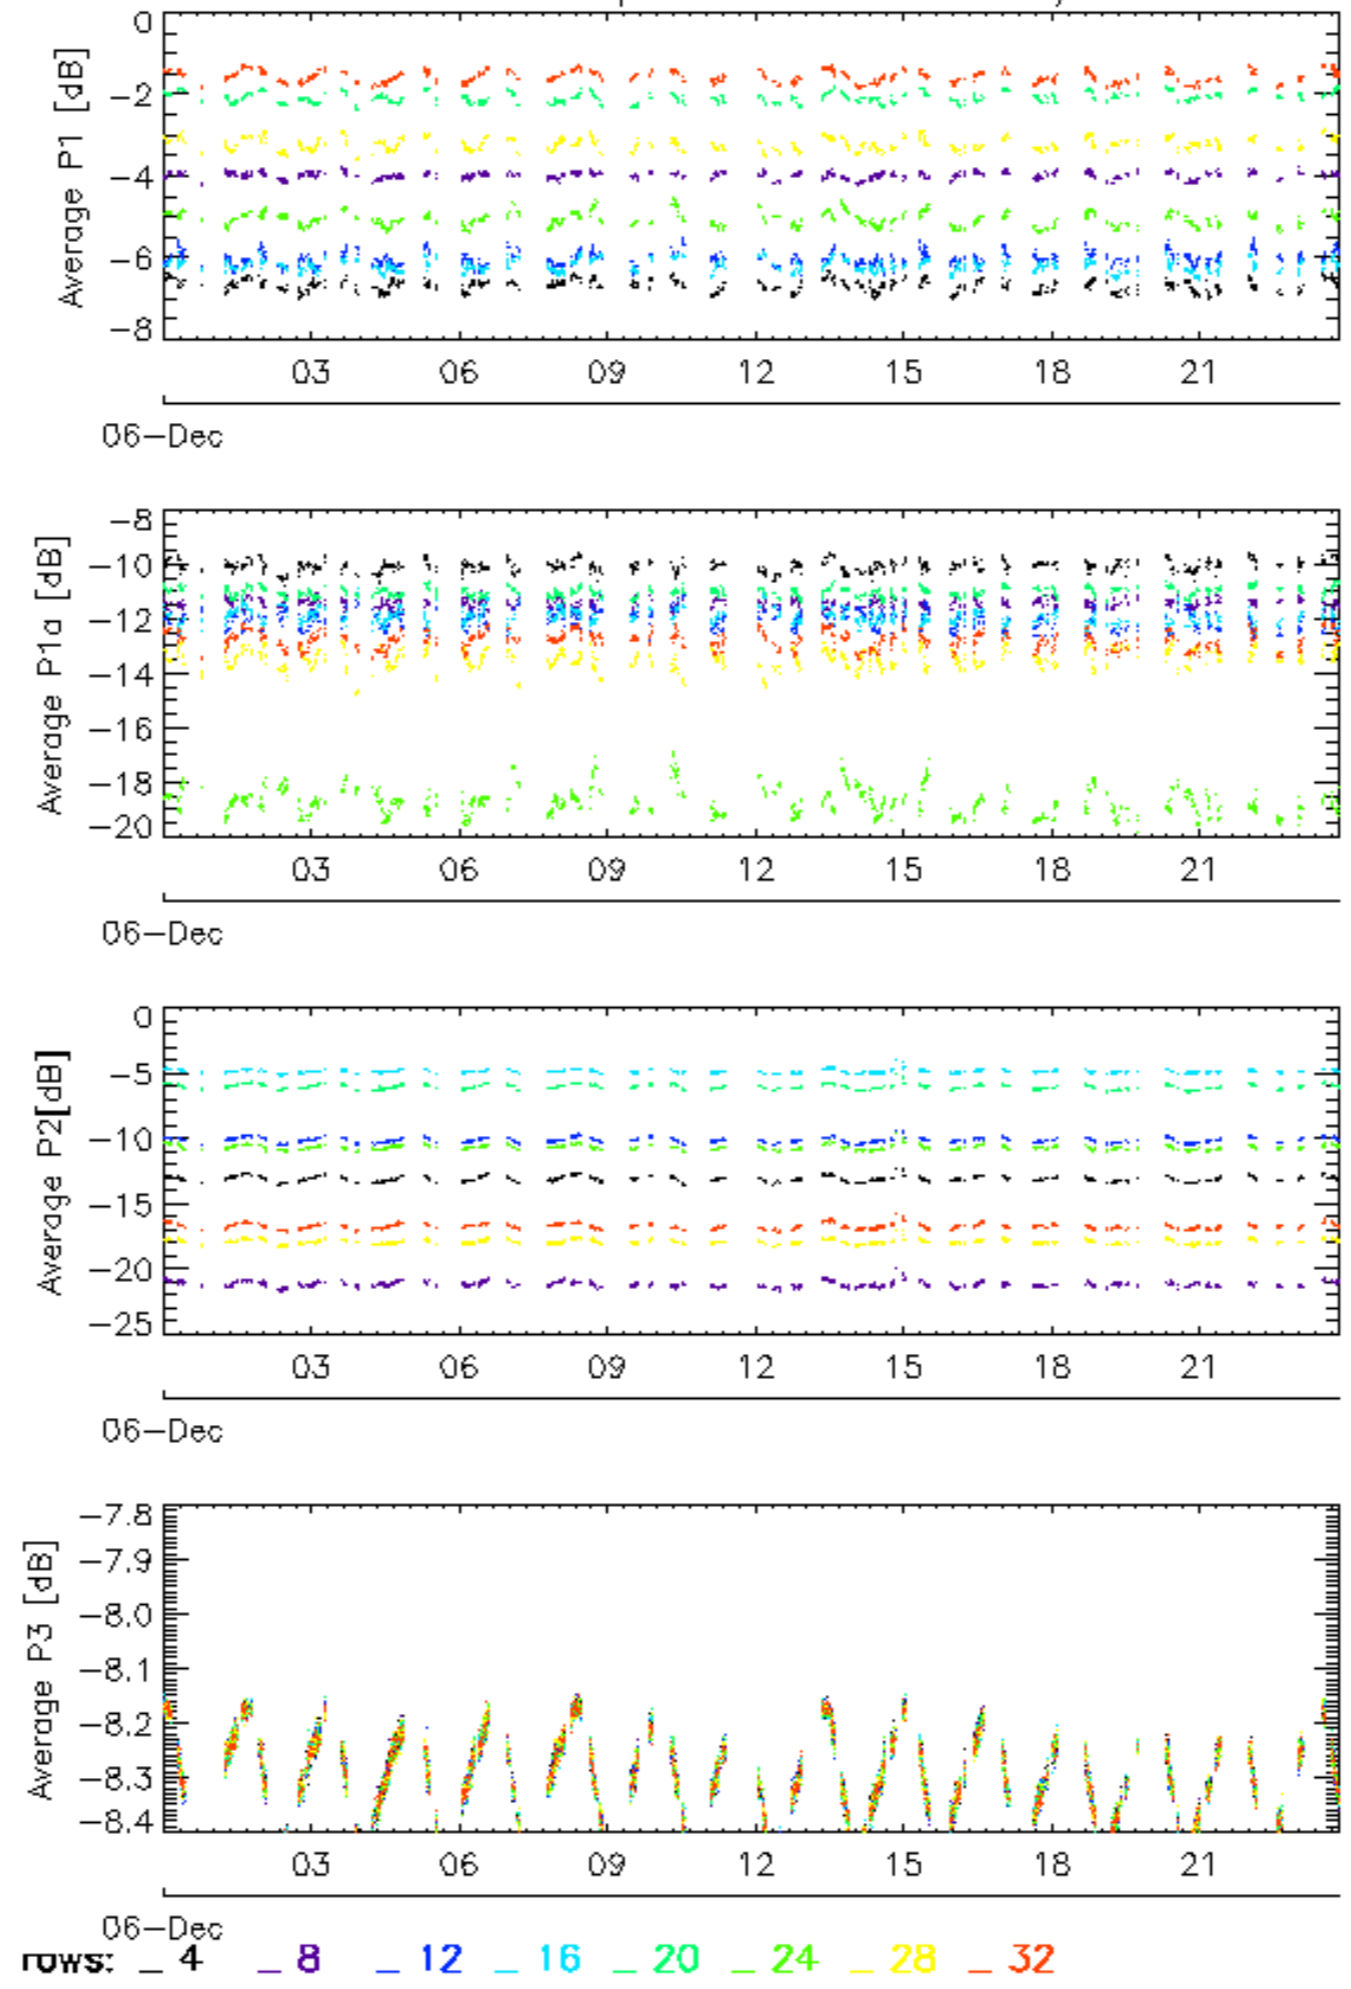 0
-2
-4
-6
-8
Average P1 [dB]
03 06 09 12 15 18 21
06-Dec
-8
-10
-12
-14
-16
-18
-20
Average P1a [dB]
03 06 09 12 15 18 21
06-Dec
0
-5
-10
-15
-20
-25
Average P2[dB]
03 06 09 12 15 18 21
06-Dec
-7.8
-7.9
-8.0
-8.1
-8.2
-8.3
-8.4
Average P3 [dB]
03 06 09 12 15 18 21
06-Dec
rows: _ 4 _ 8 _ 12 _ 16 _ 20 _ 24 _ 28 _ 32